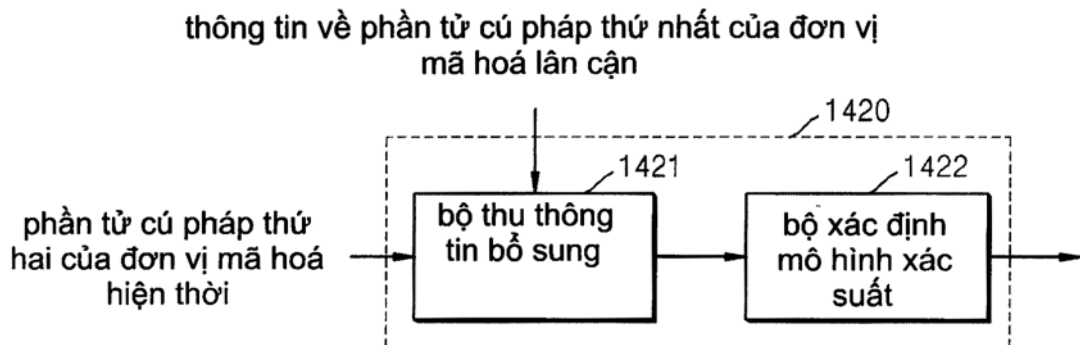 thông tin về phần tử cú pháp thứ nhất của đơn vị
mã hoá lân cận
1420
1421
1422
phần tử cú pháp thứ
hai của đơn vị mã hoá
hiện thời
bộ thu thông
tin bổ sung
bộ xác định
mô hình xác
suất